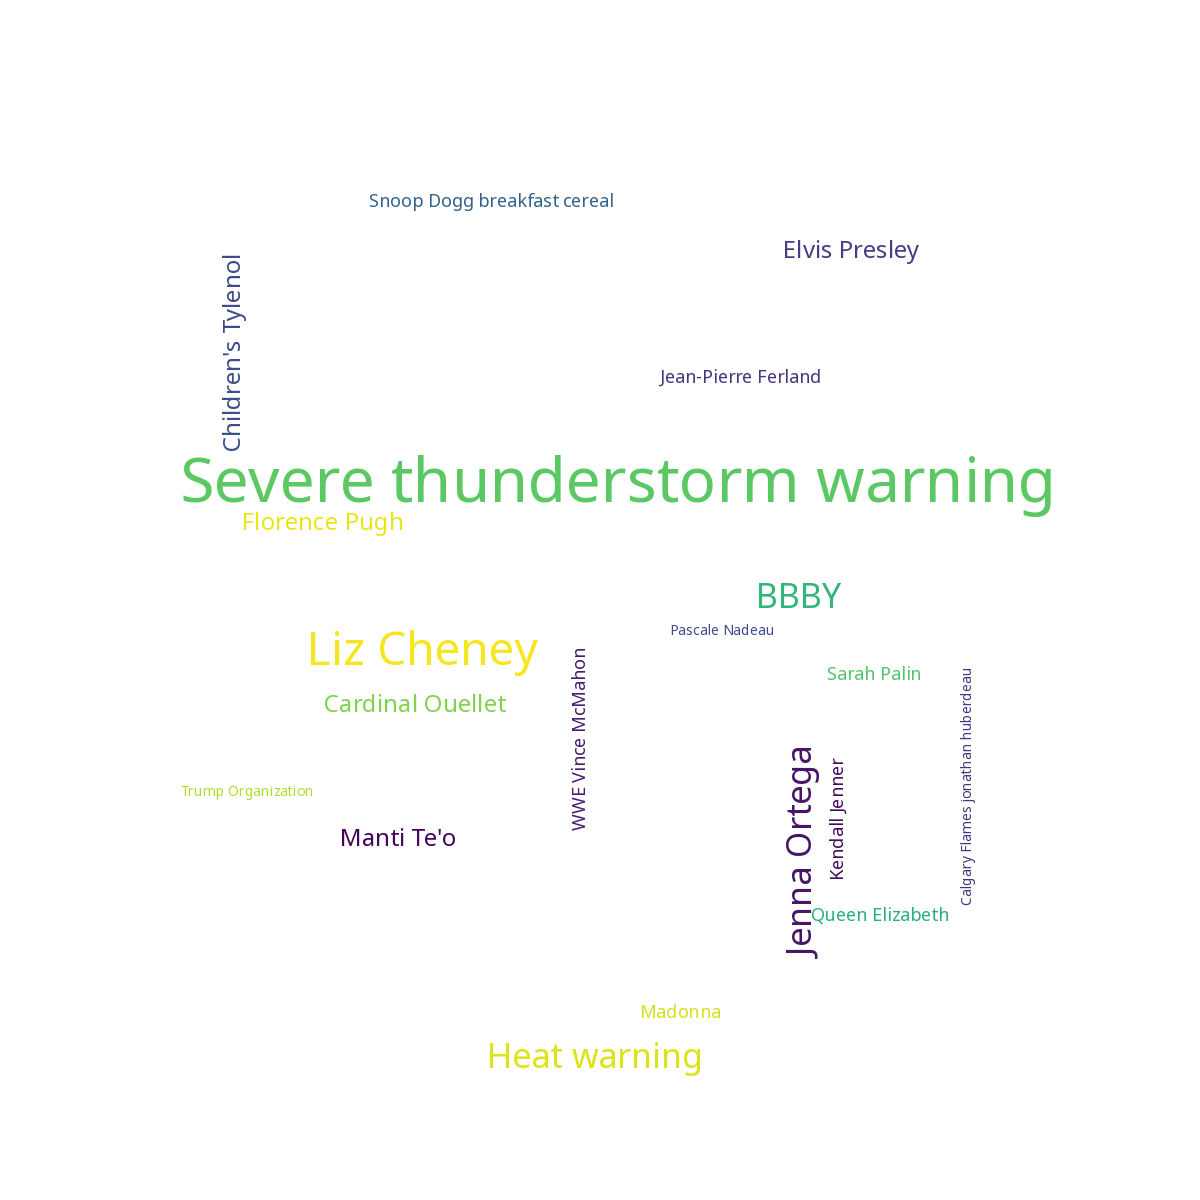 Snoop Dogg breakfast cereal
Elvis Presley
Children's Tylenol
Jean-Pierre Ferland
Severe thunderstorm warning
Florence Pugh
BBBY
Pascale Nadeau
Liz Cheney
WWE Vince McMahon
Sarah Palin
Calgary Flames jonathan huberdeau
Cardinal Ouellet
Jenna Ortega
Kendall Jenner
Trump Organization
Manti Te'o
Queen Elizabeth
Madonna
Heat warning